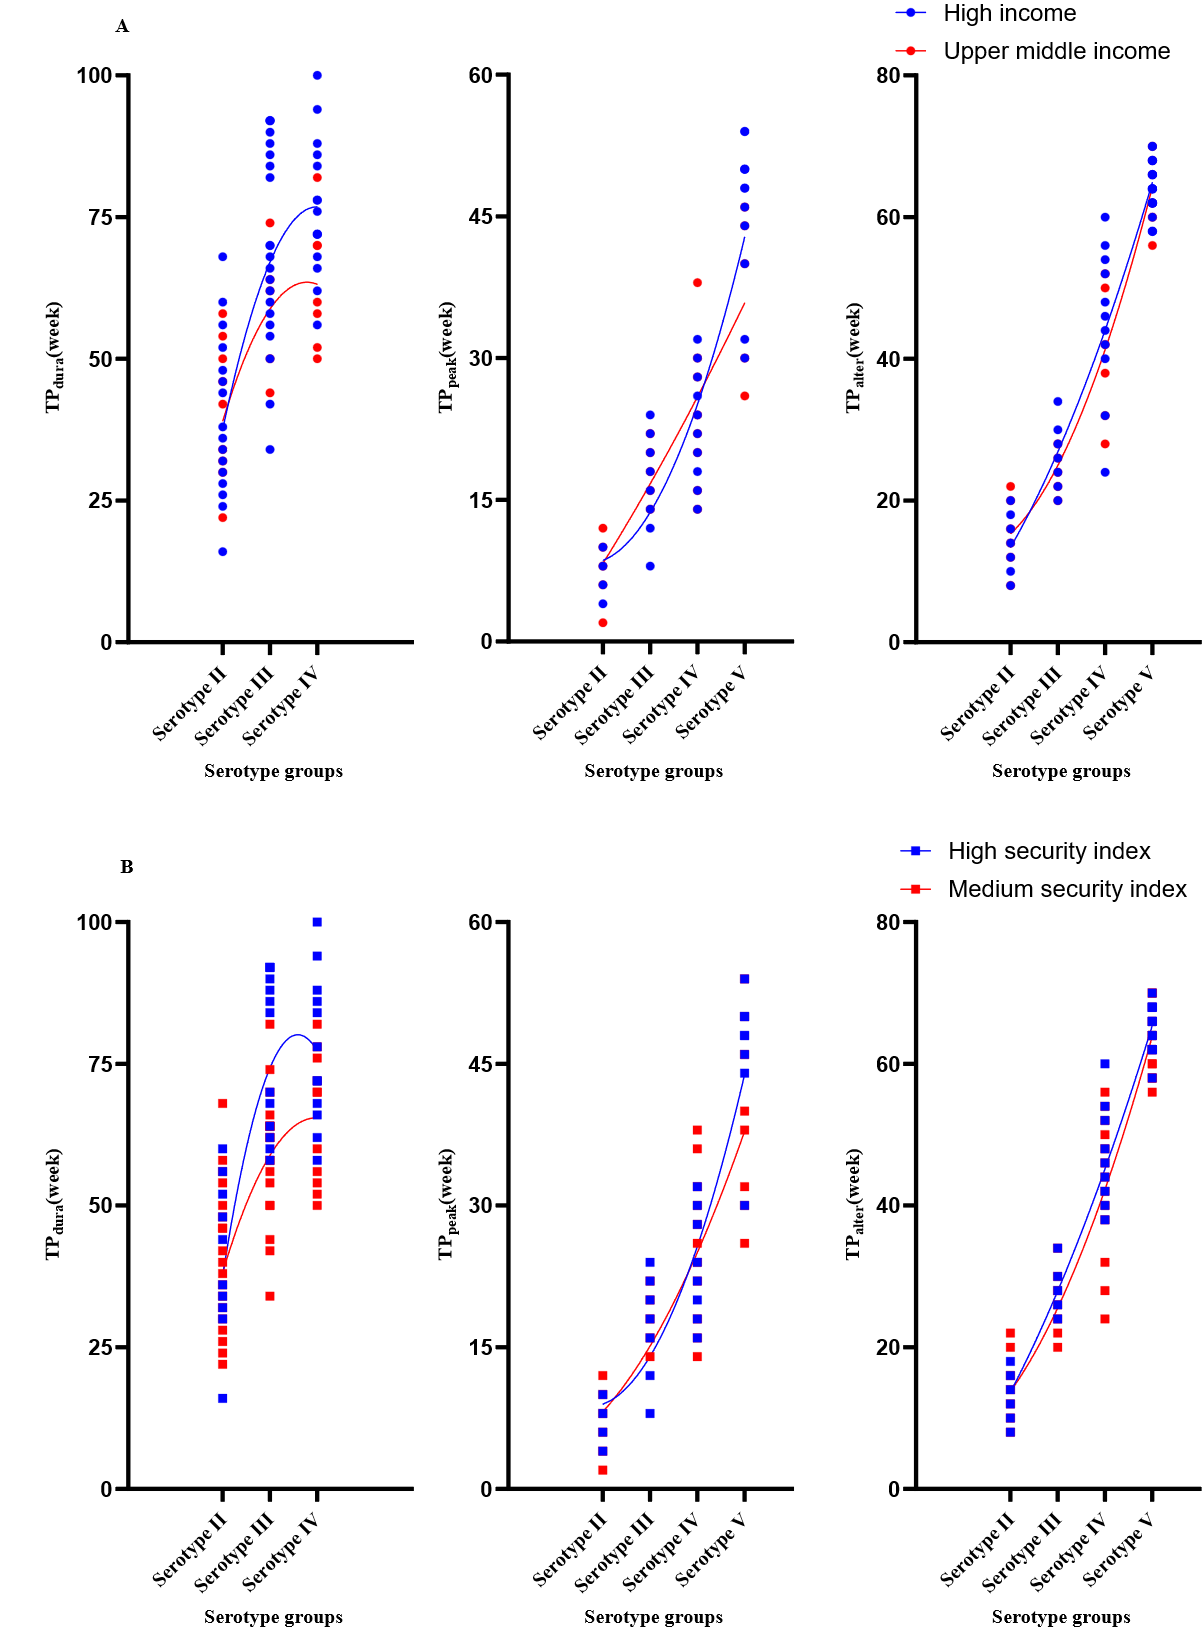 A
High income
Upper middle income
100
75
50
25
0
TPdura(week)
Serotype II
Serotype III
Serotype IV
Serotype groups
60
45
30
15
0
TPpeak(week)
Serotype II
Serotype III
Serotype IV
Serotype V
Serotype groups
80
60
40
20
0
TPalter(week)
Serotype II
Serotype III
Serotype IV
Serotype V
Serotype groups
B
High security index
Medium security index
100
75
50
25
0
TPdura(week)
Serotype II
Serotype III
Serotype IV
Serotype groups
60
45
30
15
0
TPpeak(week)
Serotype II
Serotype III
Serotype IV
Serotype V
Serotype groups
80
60
40
20
0
TPalter(week)
Serotype II
Serotype III
Serotype IV
Serotype V
Serotype groups